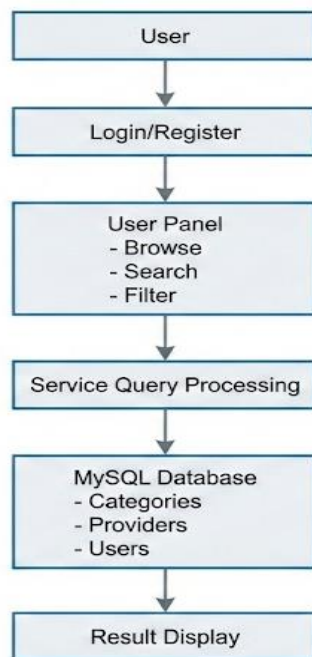 User
Login/Register
User Panel
- Browse
- Search
- Filter
Service Query Processing
MySQL Database
- Categories
- Providers
- Users
Result Display